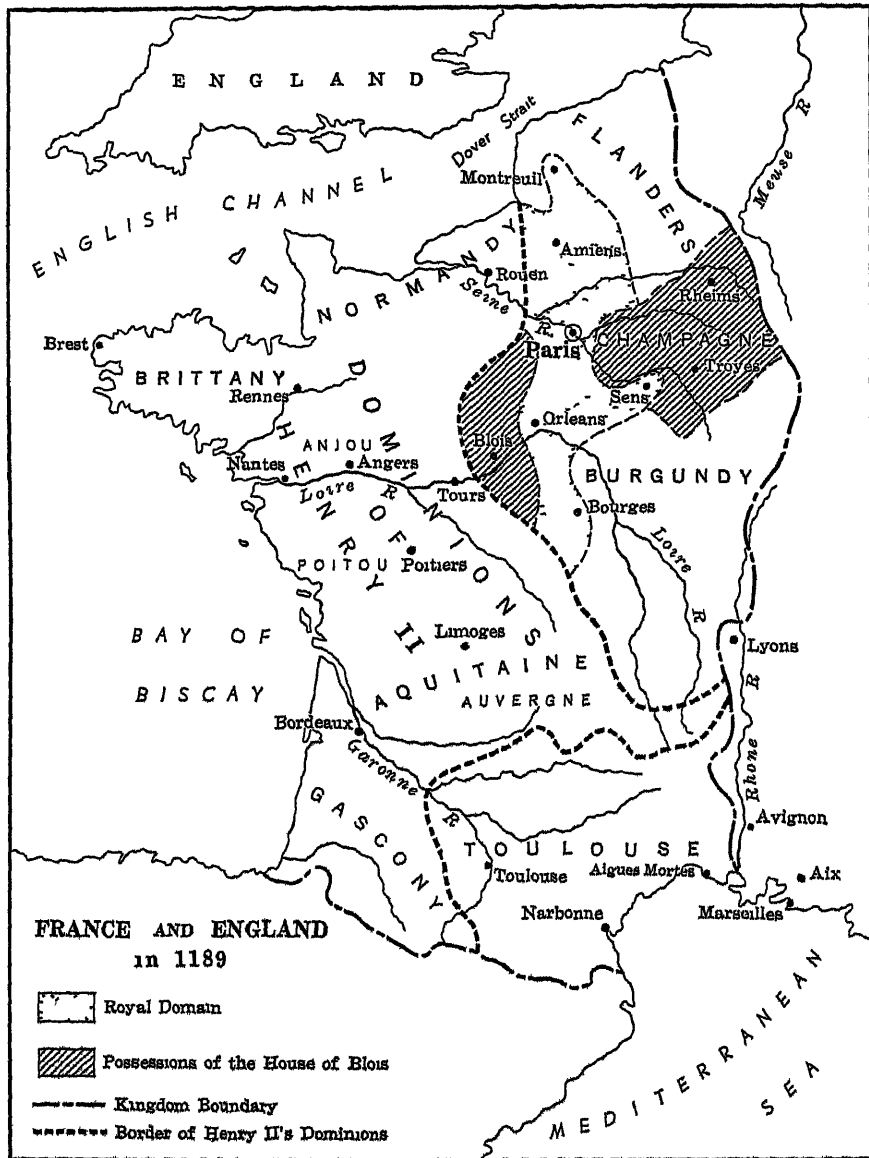 ENGLAND
Dover Strait
FLANDERS
Meuse R
ENGLISH CHANNEL
Montreuil
Amiens
NORMANDY
Rouen
Seine R.
Rheims
Brest
Paris
CHAMPAGNE
BRITTANY
Rennes
Troyes
Sens
Orleans
DOMINIONS
OF
HENRY II
ANJOU
Nantes
Angers
Blois
Loire R
Tours
BURGUNDY
Bourges
Loire R
POITOU
Poitiers
BAY OF
BISCAY
Limoges
Lyons
AQUITAINE
AUVERGNE
Bordeaux
Garonne R
Rhone R
GASCONY
Avignon
TOULOUSE
Toulouse
Aigues Mortes
Aix
Narbonne
Marseilles
MEDITERRANEAN
SEA
FRANCE AND ENGLAND
in 1189
Royal Domain
Possessions of the House of Blois
Kingdom Boundary
Border of Henry II's Dominions